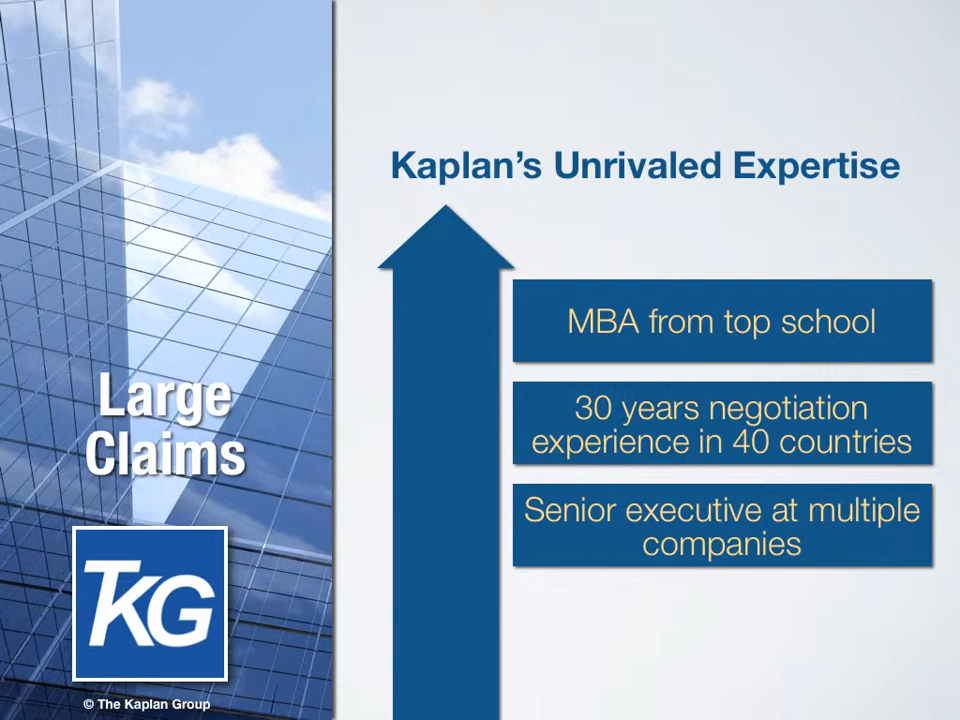 Kaplan’s Unrivaled Expertise
MBA from top school
30 years negotiation
experience in 40 countries
Senior executive at multiple
companies
Large
Claims
TKG
© The Kaplan Group